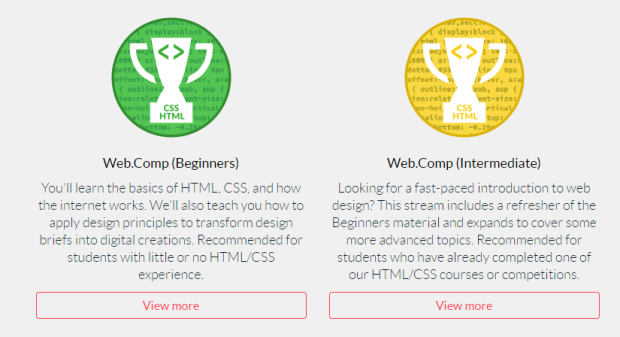 CSS
HTML
Web.Comp (Beginners)
You'll learn the basics of HTML, CSS, and how
the internet works. We'll also teach you how to
apply design principles to transform design
briefs into digital creations. Recommended for
students with little or no HTML/CSS
experience.
View more
CSS
HTML
Web.Comp (Intermediate)
Looking for a fast-paced introduction to web
design? This stream includes a refresher of the
Beginners material and expands to cover some
more advanced topics. Recommended for
students who have already completed one of
our HTML/CSS courses or competitions.
View more